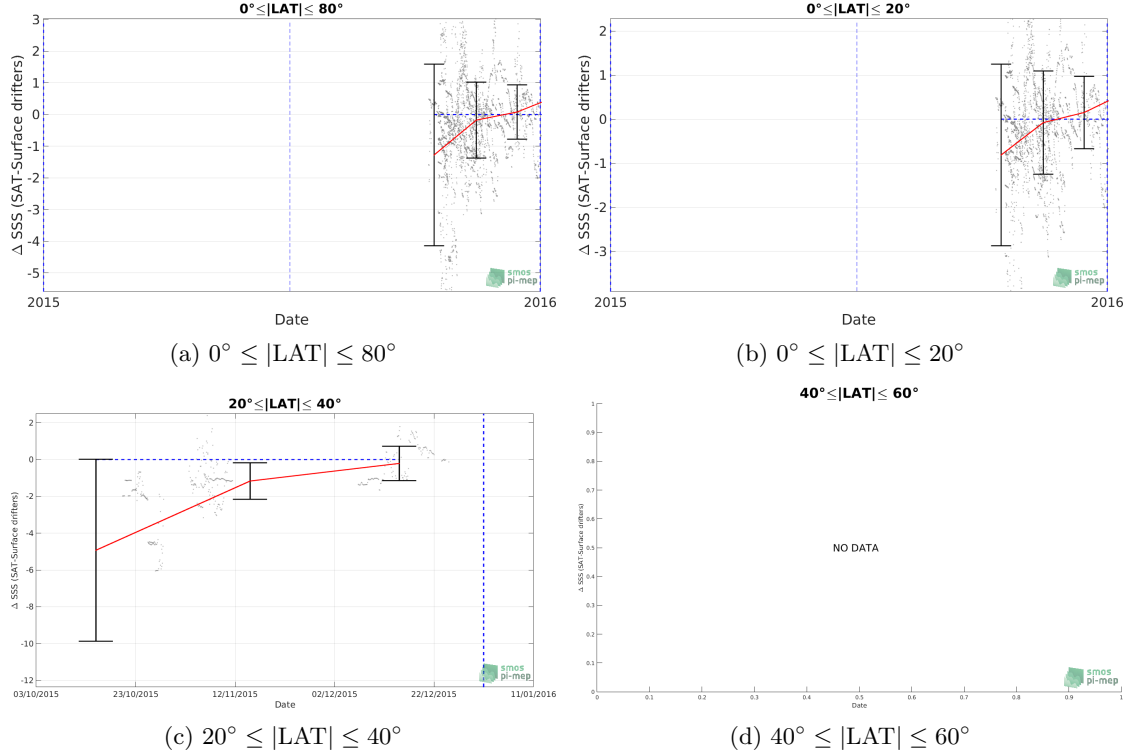 0°≤|LAT|≤ 80°
Δ SSS (SAT-Surface drifters)
3
2
1
0
-1
-2
-3
-4
-5
2015
2016
Date
smos
pi-mep
(a) 0° ≤ |LAT| ≤ 80°
0°≤|LAT|≤ 20°
Δ SSS (SAT-Surface drifters)
2
1
0
-1
-2
-3
2015
2016
Date
smos
pi-mep
(b) 0° ≤ |LAT| ≤ 20°
20°≤|LAT|≤ 40°
Δ SSS (SAT-Surface drifters)
2
0
-2
-4
-6
-8
-10
-12
03/10/2015
23/10/2015
12/11/2015
02/12/2015
22/12/2015
11/01/2016
Date
smos
pi-mep
(c) 20° ≤ |LAT| ≤ 40°
40°≤|LAT|≤ 60°
Δ SSS (SAT-Surface drifters)
1
0.9
0.8
0.7
0.6
0.5
0.4
0.3
0.2
0.1
0
NO DATA
0
0.1
0.2
0.3
0.4
0.5
0.6
0.7
0.8
0.9
1
Date
smos
pi-mep
(d) 40° ≤ |LAT| ≤ 60°